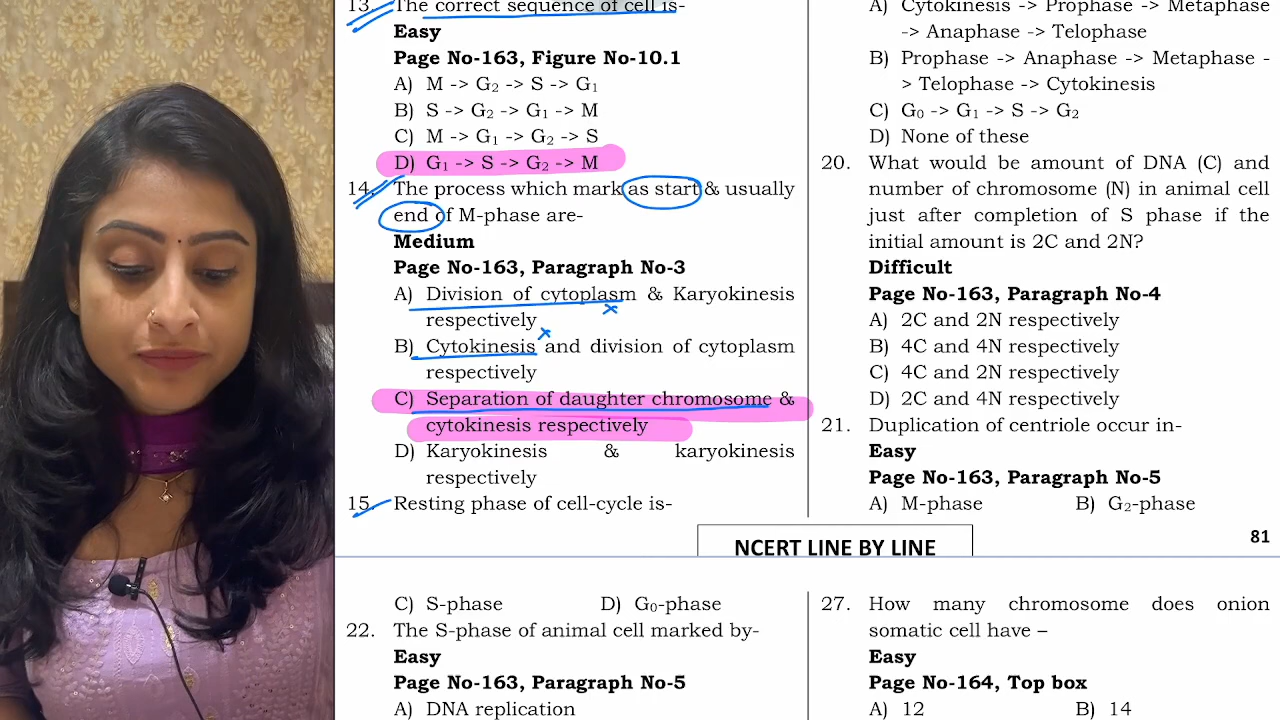 13. The correct sequence of cell is-
Easy
Page No-163, Figure No-10.1
A) M -> G₂ -> S -> G₁
B) S -> G₂ -> G₁ -> M
C) M -> G₁ -> G₂ -> S
D) G₁ -> S -> G₂ -> M
14. The process which mark as start & usually
end of M-phase are-
Medium
Page No-163, Paragraph No-3
A) Division of cytoplasm & Karyokinesis
respectively
B) Cytokinesis and division of cytoplasm
respectively
C) Separation of daughter chromosome &
cytokinesis respectively
D) Karyokinesis & karyokinesis
respectively
15. Resting phase of cell-cycle is-
A) Cytokinesis -> Prophase -> Metaphase
-> Anaphase -> Telophase
B) Prophase -> Anaphase -> Metaphase -
> Telophase -> Cytokinesis
C) G₀ -> G₁ -> S -> G₂
D) None of these
20. What would be amount of DNA (C) and
number of chromosome (N) in animal cell
just after completion of S phase if the
initial amount is 2C and 2N?
Difficult
Page No-163, Paragraph No-4
A) 2C and 2N respectively
B) 4C and 4N respectively
C) 4C and 2N respectively
D) 2C and 4N respectively
21. Duplication of centriole occur in-
Easy
Page No-163, Paragraph No-5
A) M-phase B) G₂-phase
NCERT LINE BY LINE
81
C) S-phase D) G₀-phase
22. The S-phase of animal cell marked by-
Easy
Page No-163, Paragraph No-5
A) DNA replication
27. How many chromosome does onion
somatic cell have –
Easy
Page No-164, Top box
A) 12 B) 14